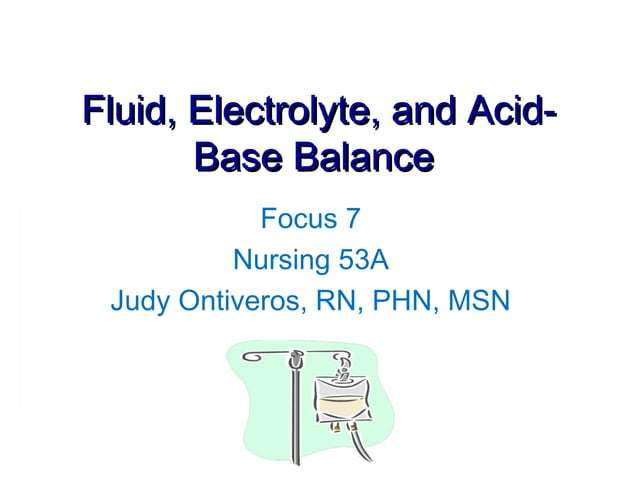 Fluid, Electrolyte, and Acid-
Base Balance
Focus 7
Nursing 53A
Judy Ontiveros, RN, PHN, MSN